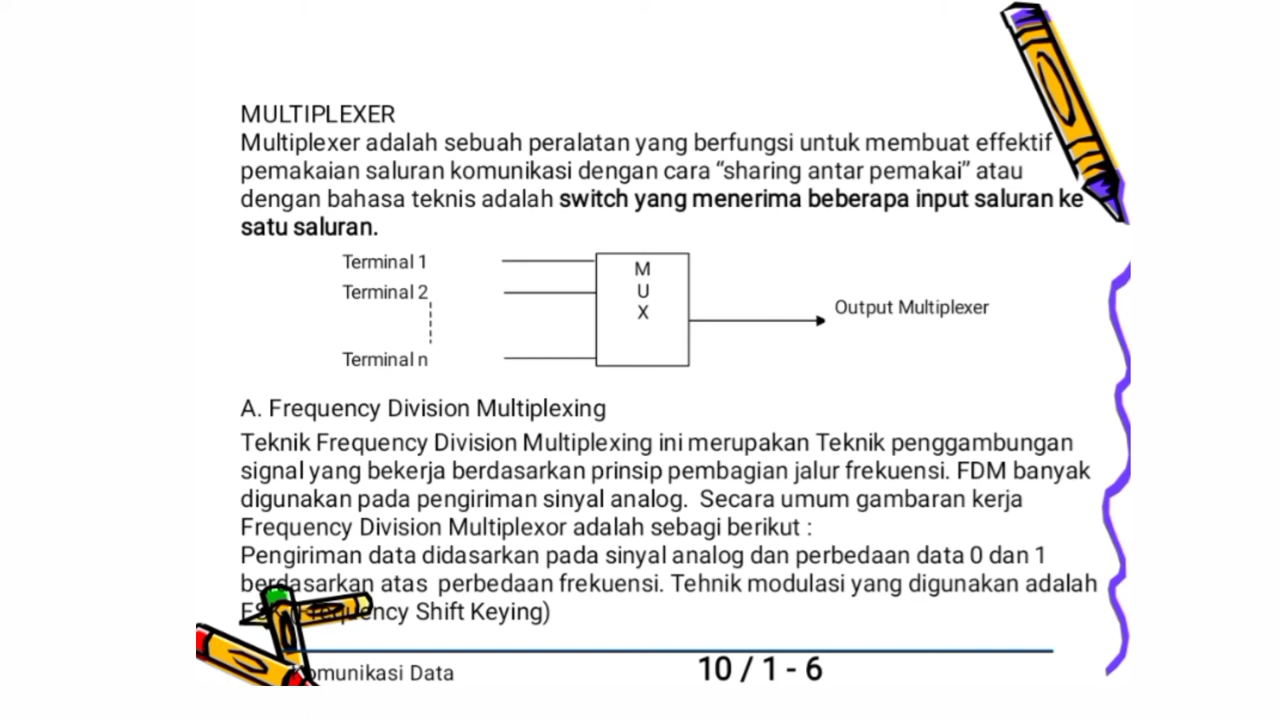 MULTIPLEXER
Multiplexer adalah sebuah peralatan yang berfungsi untuk membuat effektif
pemakaian saluran komunikasi dengan cara “sharing antar pemakai” atau
dengan bahasa teknis adalah switch yang menerima beberapa input saluran ke
satu saluran.
Terminal 1
Terminal 2
Terminal n
M
U
X
Output Multiplexer
A. Frequency Division Multiplexing
Teknik Frequency Division Multiplexing ini merupakan Teknik penggambungan
signal yang bekerja berdasarkan prinsip pembagian jalur frekuensi. FDM banyak
digunakan pada pengiriman sinyal analog. Secara umum gambaran kerja
Frequency Division Multiplexor adalah sebagi berikut :
Pengiriman data didasarkan pada sinyal analog dan perbedaan data 0 dan 1
berdasarkan atas perbedaan frekuensi. Tehnik modulasi yang digunakan adalah
FSK (Frequency Shift Keying)
Komunikasi Data
10 / 1 - 6